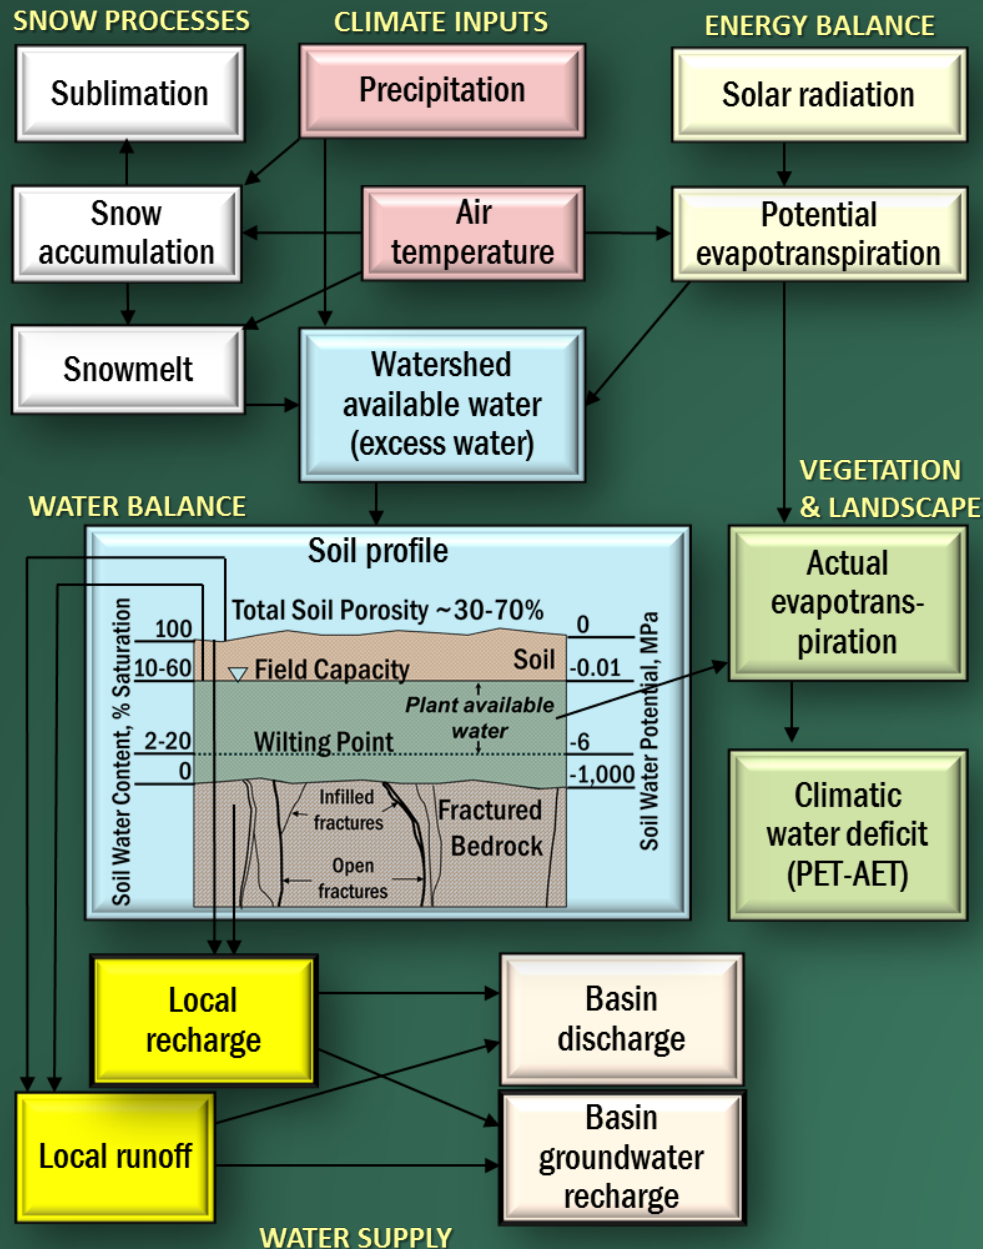 SNOW PROCESSES
CLIMATE INPUTS
ENERGY BALANCE
Sublimation
Precipitation
Solar radiation
Snow
accumulation
Air
temperature
Potential
evapotranspiration
Snowmelt
Watershed
available water
(excess water)
VEGETATION
& LANDSCAPE
WATER BALANCE
Soil profile
Total Soil Porosity ~30-70%
Soil Water Content, % Saturation
100
10-60
2-20
0
Field Capacity
Soil
Plant available
water
Wilting Point
Infilled
fractures
Fractured
Bedrock
Open
fractures
0
-0.01
-6
-1,000
Soil Water Potential, MPa
Actual
evapotrans-
piration
Climatic
water deficit
(PET-AET)
Local
recharge
Basin
discharge
Local runoff
Basin
groundwater
recharge
WATER SUPPLY